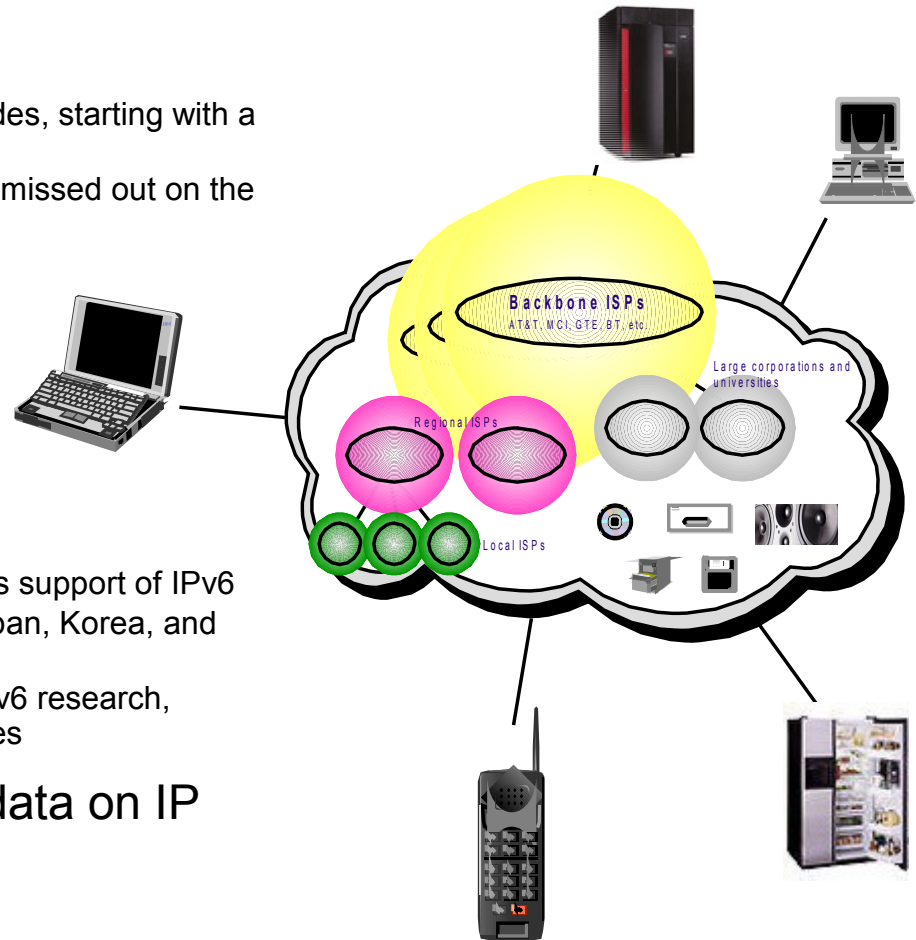 des, starting with a
missed out on the
Backbone ISPs
AT&T, MCI, GTE, BT, etc.
Large corporations and
universities
Regional ISPs
Local ISPs
s support of IPv6
pan, Korea, and
v6 research,
es
data on IP